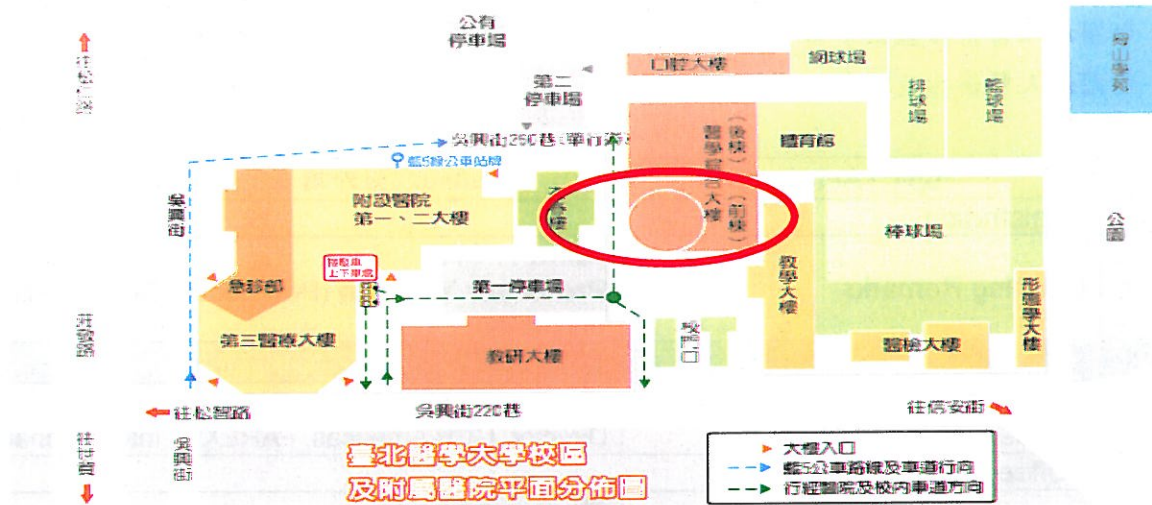 公有
停車場
口腔大樓
網球場
排球場
籃球場
往松仁路
第二
停車場
吳興街260巷(單行道)
藍5線公車站牌
醫學綜合大樓
(後棟)
(前棟)
體育館
吳興街
附設醫院
第一、二大樓
棒球場
公園
接駁車
上下車處
急診部
第一停車場
教學大樓
形態學大樓
莊敬路
第三醫療大樓
教研大樓
校門口
醫檢大樓
往松智路
吳興街220巷
往信安街
往世貿
吳興街
臺北醫學大學校區
及附屬醫院平面分佈圖
大樓入口
藍5公車路線及車道行向
行經醫院及校內車道方向